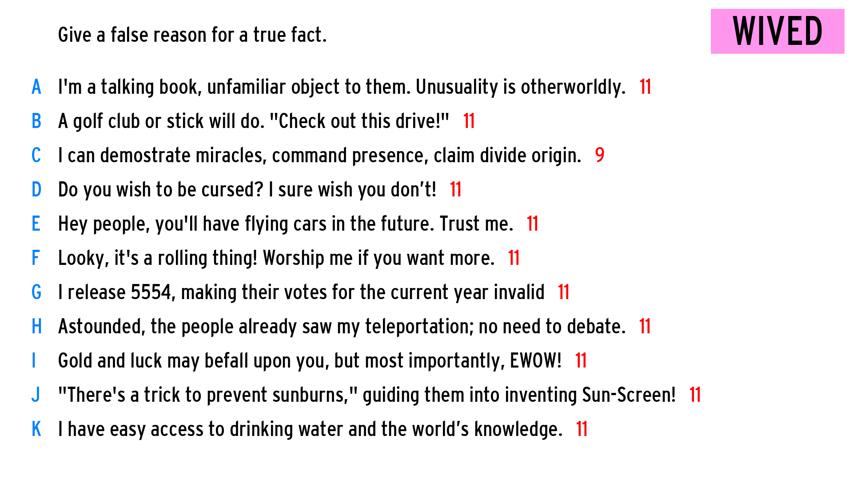 Give a false reason for a true fact.
WIVED
A I'm a talking book, unfamiliar object to them. Unusuality is otherworldly. 11
B A golf club or stick will do. "Check out this drive!" 11
C I can demostrate miracles, command presence, claim divide origin. 9
D Do you wish to be cursed? I sure wish you don't! 11
E Hey people, you'll have flying cars in the future. Trust me. 11
F Looky, it's a rolling thing! Worship me if you want more. 11
G I release 5554, making their votes for the current year invalid 11
H Astounded, the people already saw my teleportation; no need to debate. 11
I Gold and luck may befall upon you, but most importantly, EWOW! 11
J "There's a trick to prevent sunburns," guiding them into inventing Sun-Screen! 11
K I have easy access to drinking water and the world's knowledge. 11